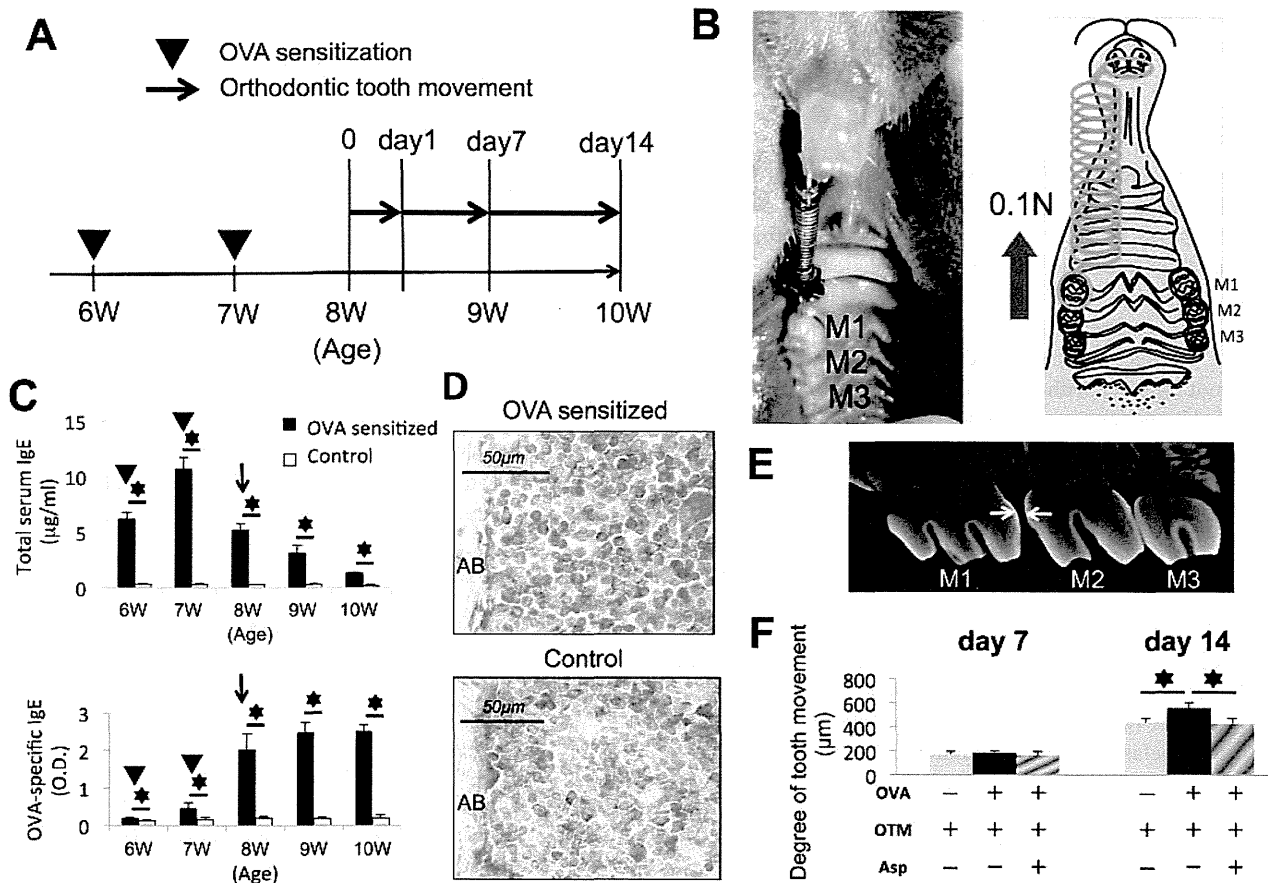 A
OVA sensitization
Orthodontic tooth movement
0 day1 day7 day14
6W 7W 8W 9W 10W
(Age)
B
0.1N
M1
M2
M3
M1
M2
M3
C
OVA sensitized
Control
Total serum IgE
(μg/ml)
15
10
5
0
6W 7W 8W 9W 10W
(Age)
OVA-specific IgE
(O.D.)
3
2
1
0
6W 7W 8W 9W 10W
(Age)
D
OVA sensitized
50μm
AB
Control
50μm
AB
E
M1 M2 M3
F
day 7 day 14
Degree of tooth movement
(μm)
800
600
400
200
0
OVA − + + − + +
OTM + + + + + +
Asp − − + − − +